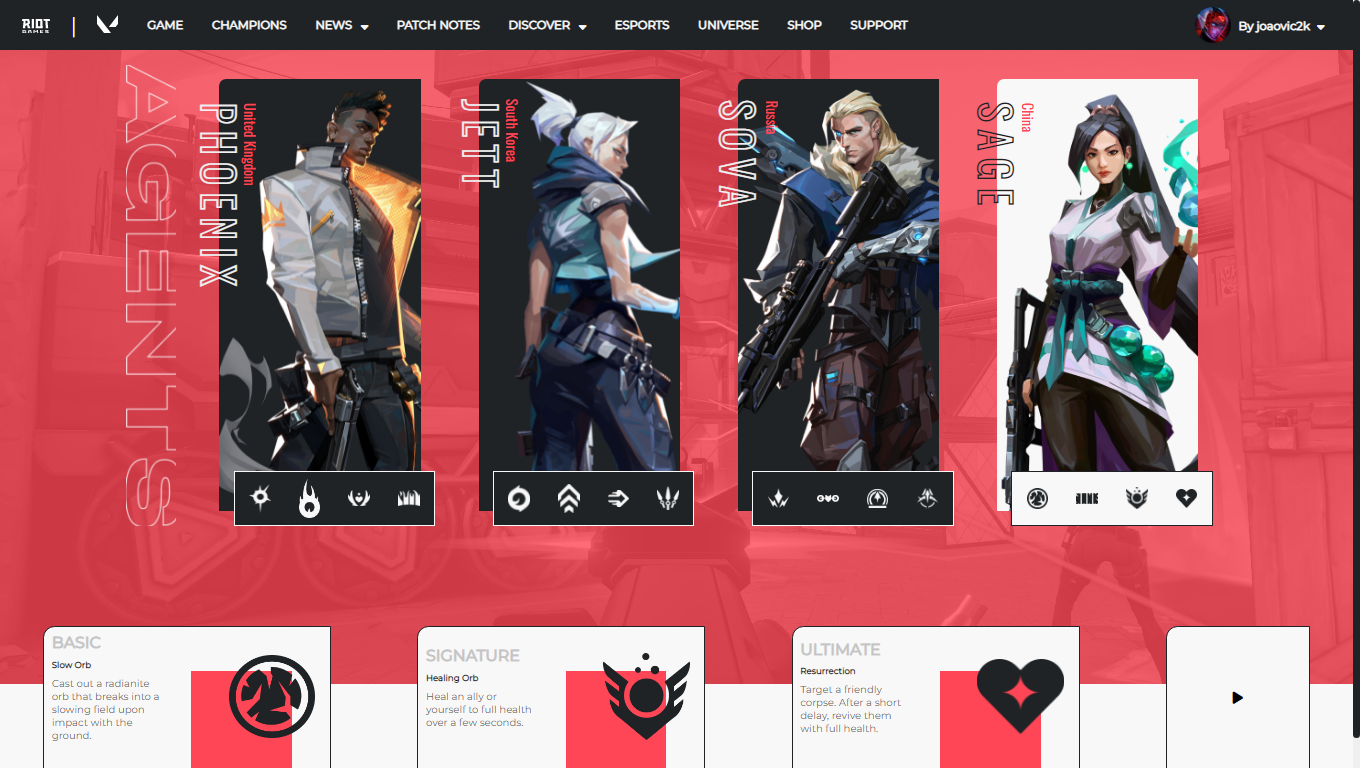 RIOT GAMES
|
GAME
CHAMPIONS
NEWS
PATCH NOTES
DISCOVER
ESPORTS
UNIVERSE
SHOP
SUPPORT
By joaovic2k
AGENTS
United Kingdom
PHOENIX
South Korea
JETT
Russia
SOVA
China
SAGE
BASIC
Slow Orb
Cast out a radianite
orb that breaks into a
slowing field upon
impact with the
ground.
SIGNATURE
Healing Orb
Heal an ally or
yourself to full health
over a few seconds.
ULTIMATE
Resurrection
Target a friendly
corpse. After a short
delay, revive them
with full health.